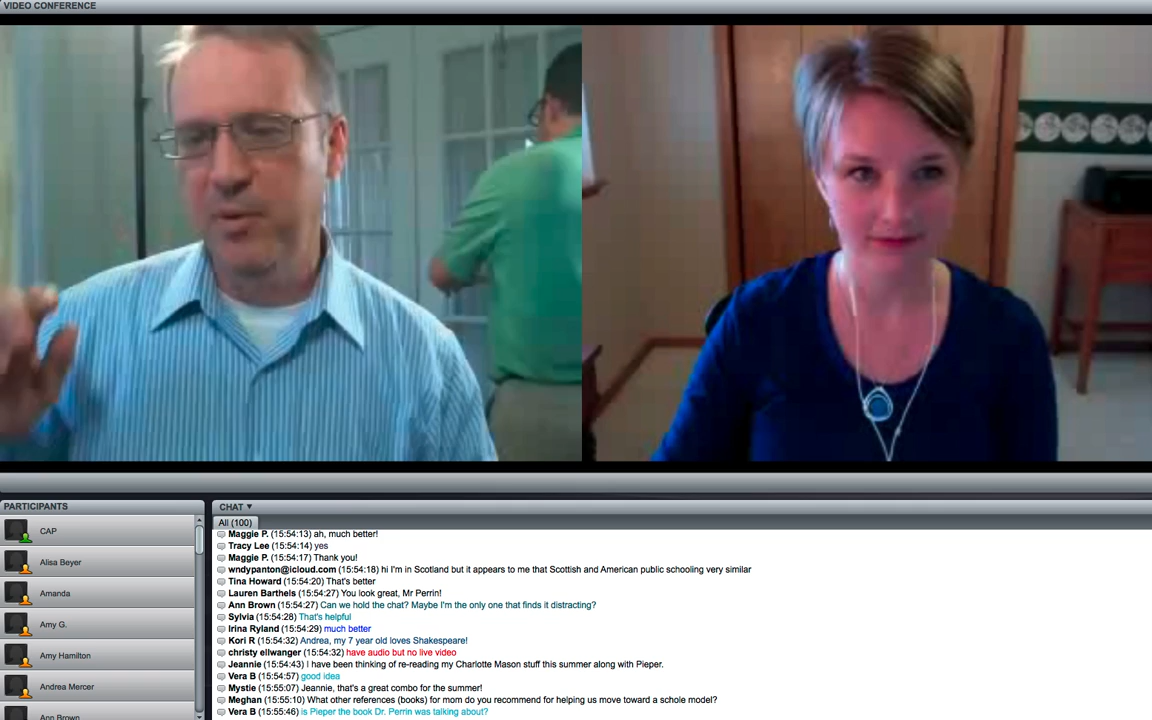 VIDEO CONFERENCE
PARTICIPANTS
CAP
Alisa Beyer
Amanda
Amy G.
Amy Hamilton
Andrea Mercer
Ann Brown
CHAT
All (100)
Maggie P. (15:54:13) ah, much better!
Tracy Lee (15:54:14) yes
Maggie P. (15:54:17) Thank you!
wndypanton@icloud.com (15:54:18) hi I'm in Scotland but it appears to me that Scottish and American public schooling very similar
Tina Howard (15:54:20) That's better
Lauren Barthels (15:54:27) You look great, Mr Perrin!
Ann Brown (15:54:27) Can we hold the chat? Maybe I'm the only one that finds it distracting?
Sylvia (15:54:28) That's helpful
Irina Ryland (15:54:29) much better
Kori R (15:54:32) Andrea, my 7 year old loves Shakespeare!
christy ellwanger (15:54:32) have audio but no live video
Jeannie (15:54:43) I have been thinking of re-reading my Charlotte Mason stuff this summer along with Pieper.
Vera B (15:54:57) good idea
Mystie (15:55:07) Jeannie, that's a great combo for the summer!
Meghan (15:55:10) What other references (books) for mom do you recommend for helping us move toward a schole model?
Vera B (15:55:46) is Pieper the book Dr. Perrin was talking about?